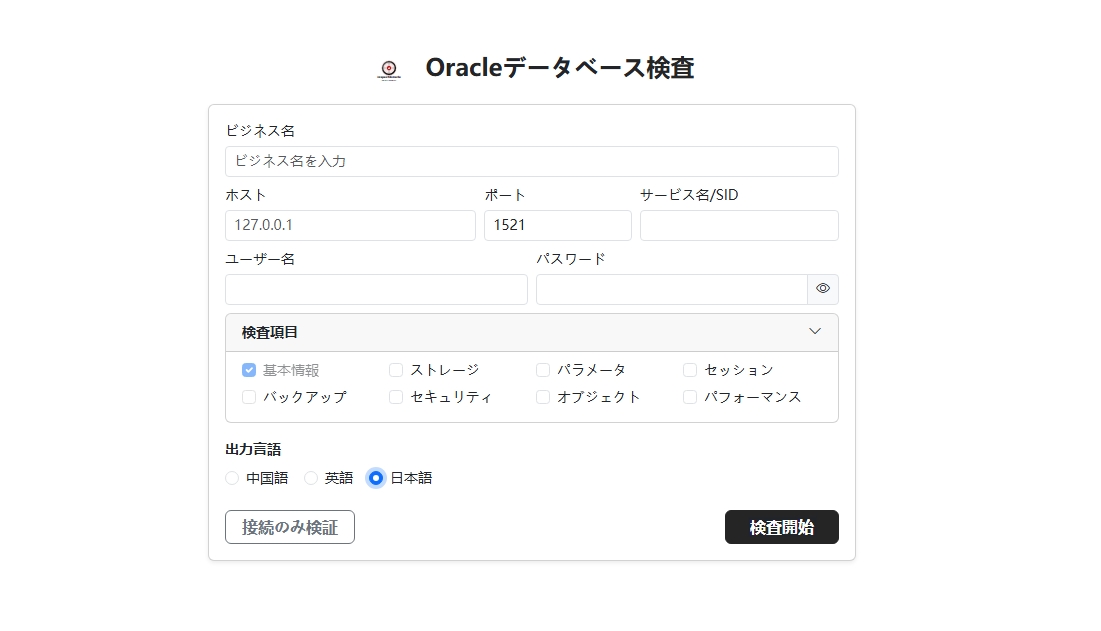 Oracleデータベース検査
ビジネス名
ビジネス名を入力
ホスト ポート サービス名/SID
127.0.0.1 1521
ユーザー名 パスワード
検査項目
基本情報 ストレージ パラメータ セッション
バックアップ セキュリティ オブジェクト パフォーマンス
出力言語
中国語 英語 日本語
接続のみ検証 検査開始